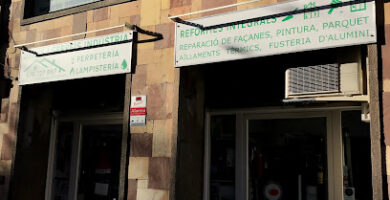 INDUSTRIA
FERRETERIA
LAMPISTERIA
REFORMES INTEGRALS
REPARACIÓ DE FAÇANES, PINTURA, PARQUET
AÏLLAMENTS TÈRMICS, FUSTERIA D'ALUMINI